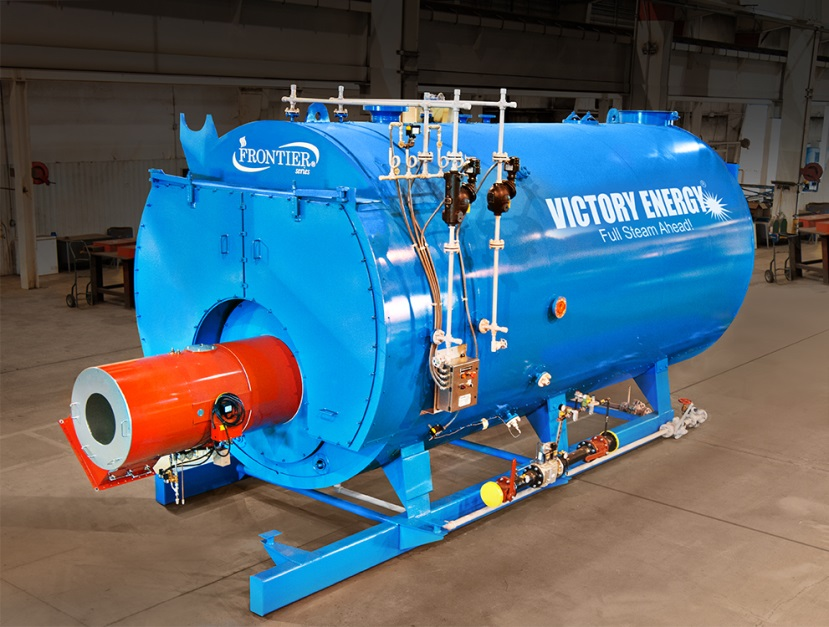 FRONTIER
series
VICTORY ENERGY
Full Steam Ahead!